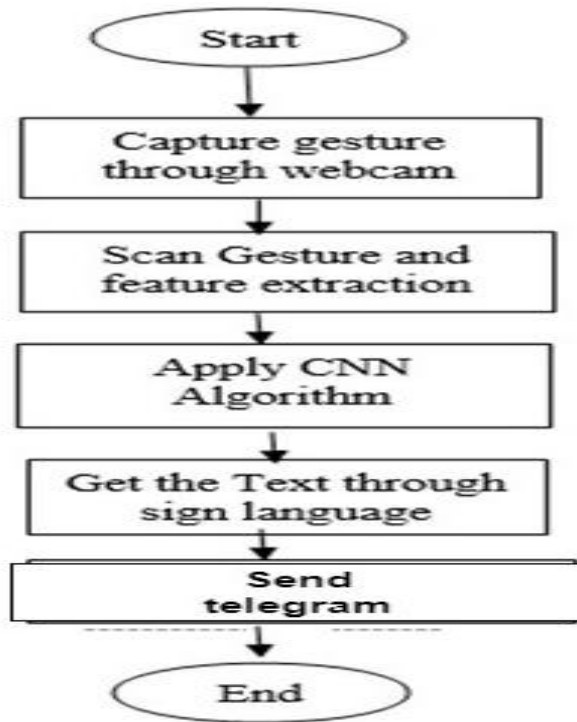 Start
Capture gesture
through webcam
Scan Gesture and
feature extraction
Apply CNN
Algorithm
Get the Text through
sign language
Send
telegram
End